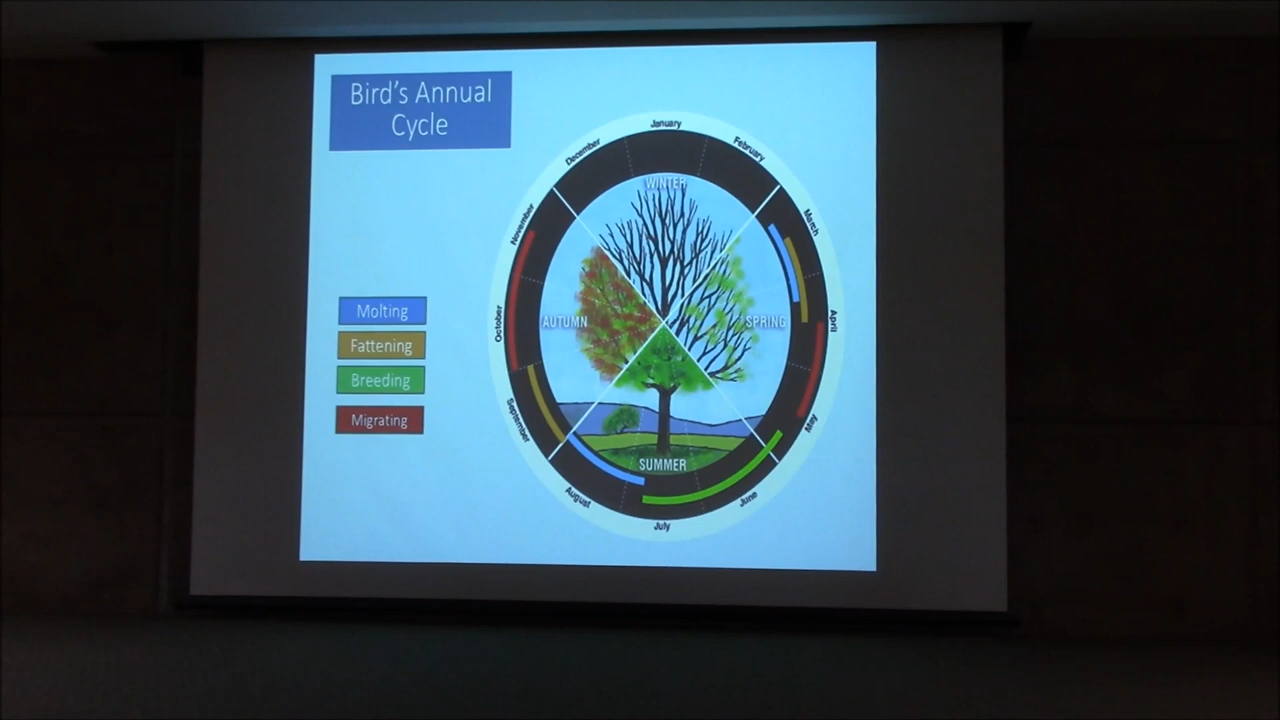 Bird's Annual
Cycle
Molting
Fattening
Breeding
Migrating
January
February
March
April
May
June
July
August
September
October
November
December
WINTER
SPRING
SUMMER
AUTUMN